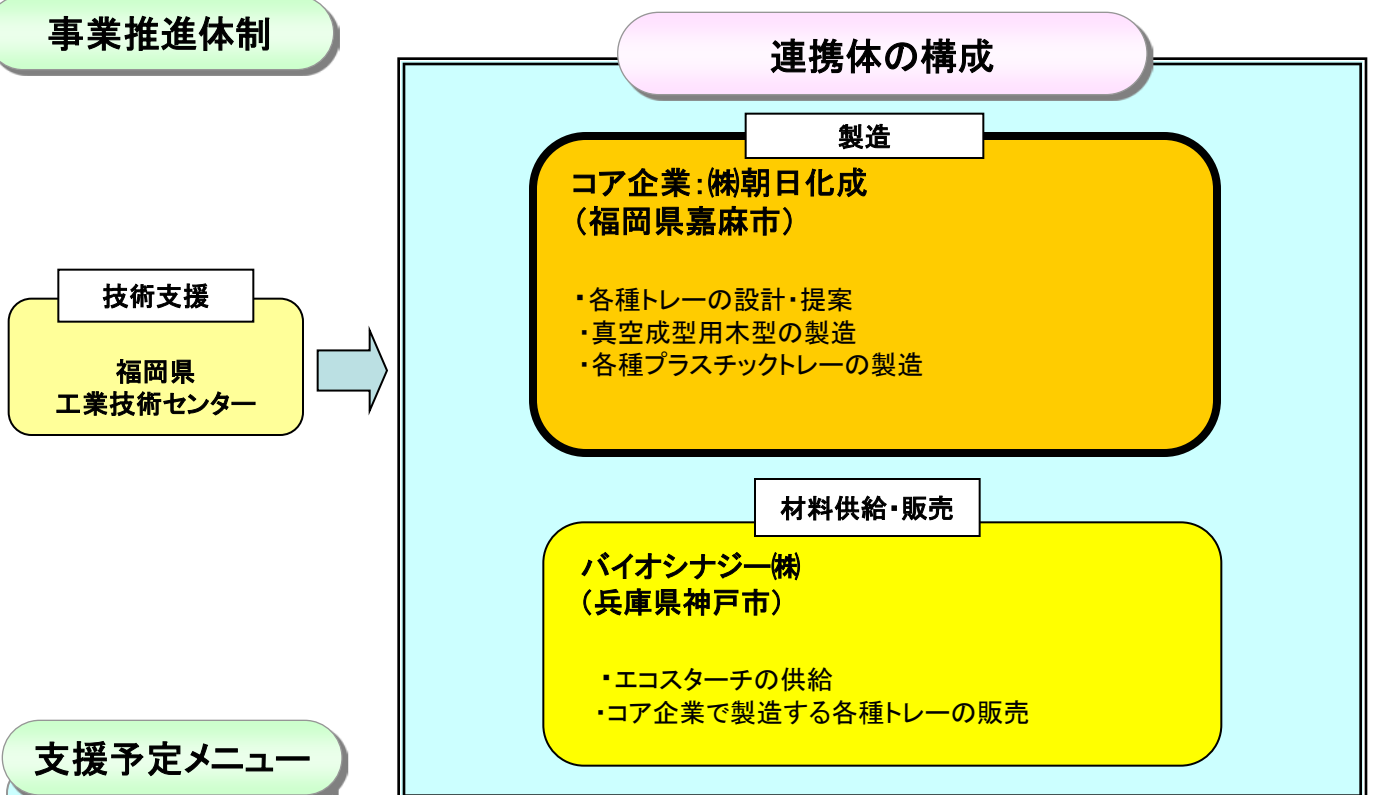 事業推進体制
連携体の構成
製造
コア企業:㈱朝日化成
(福岡県嘉麻市)
・各種トレーの設計・提案
・真空成型用木型の製造
・各種プラスチックトレーの製造
技術支援
福岡県
工業技術センター
材料供給・販売
バイオシナジー㈱
(兵庫県神戸市)
・エコスターチの供給
・コア企業で製造する各種トレーの販売
支援予定メニュー